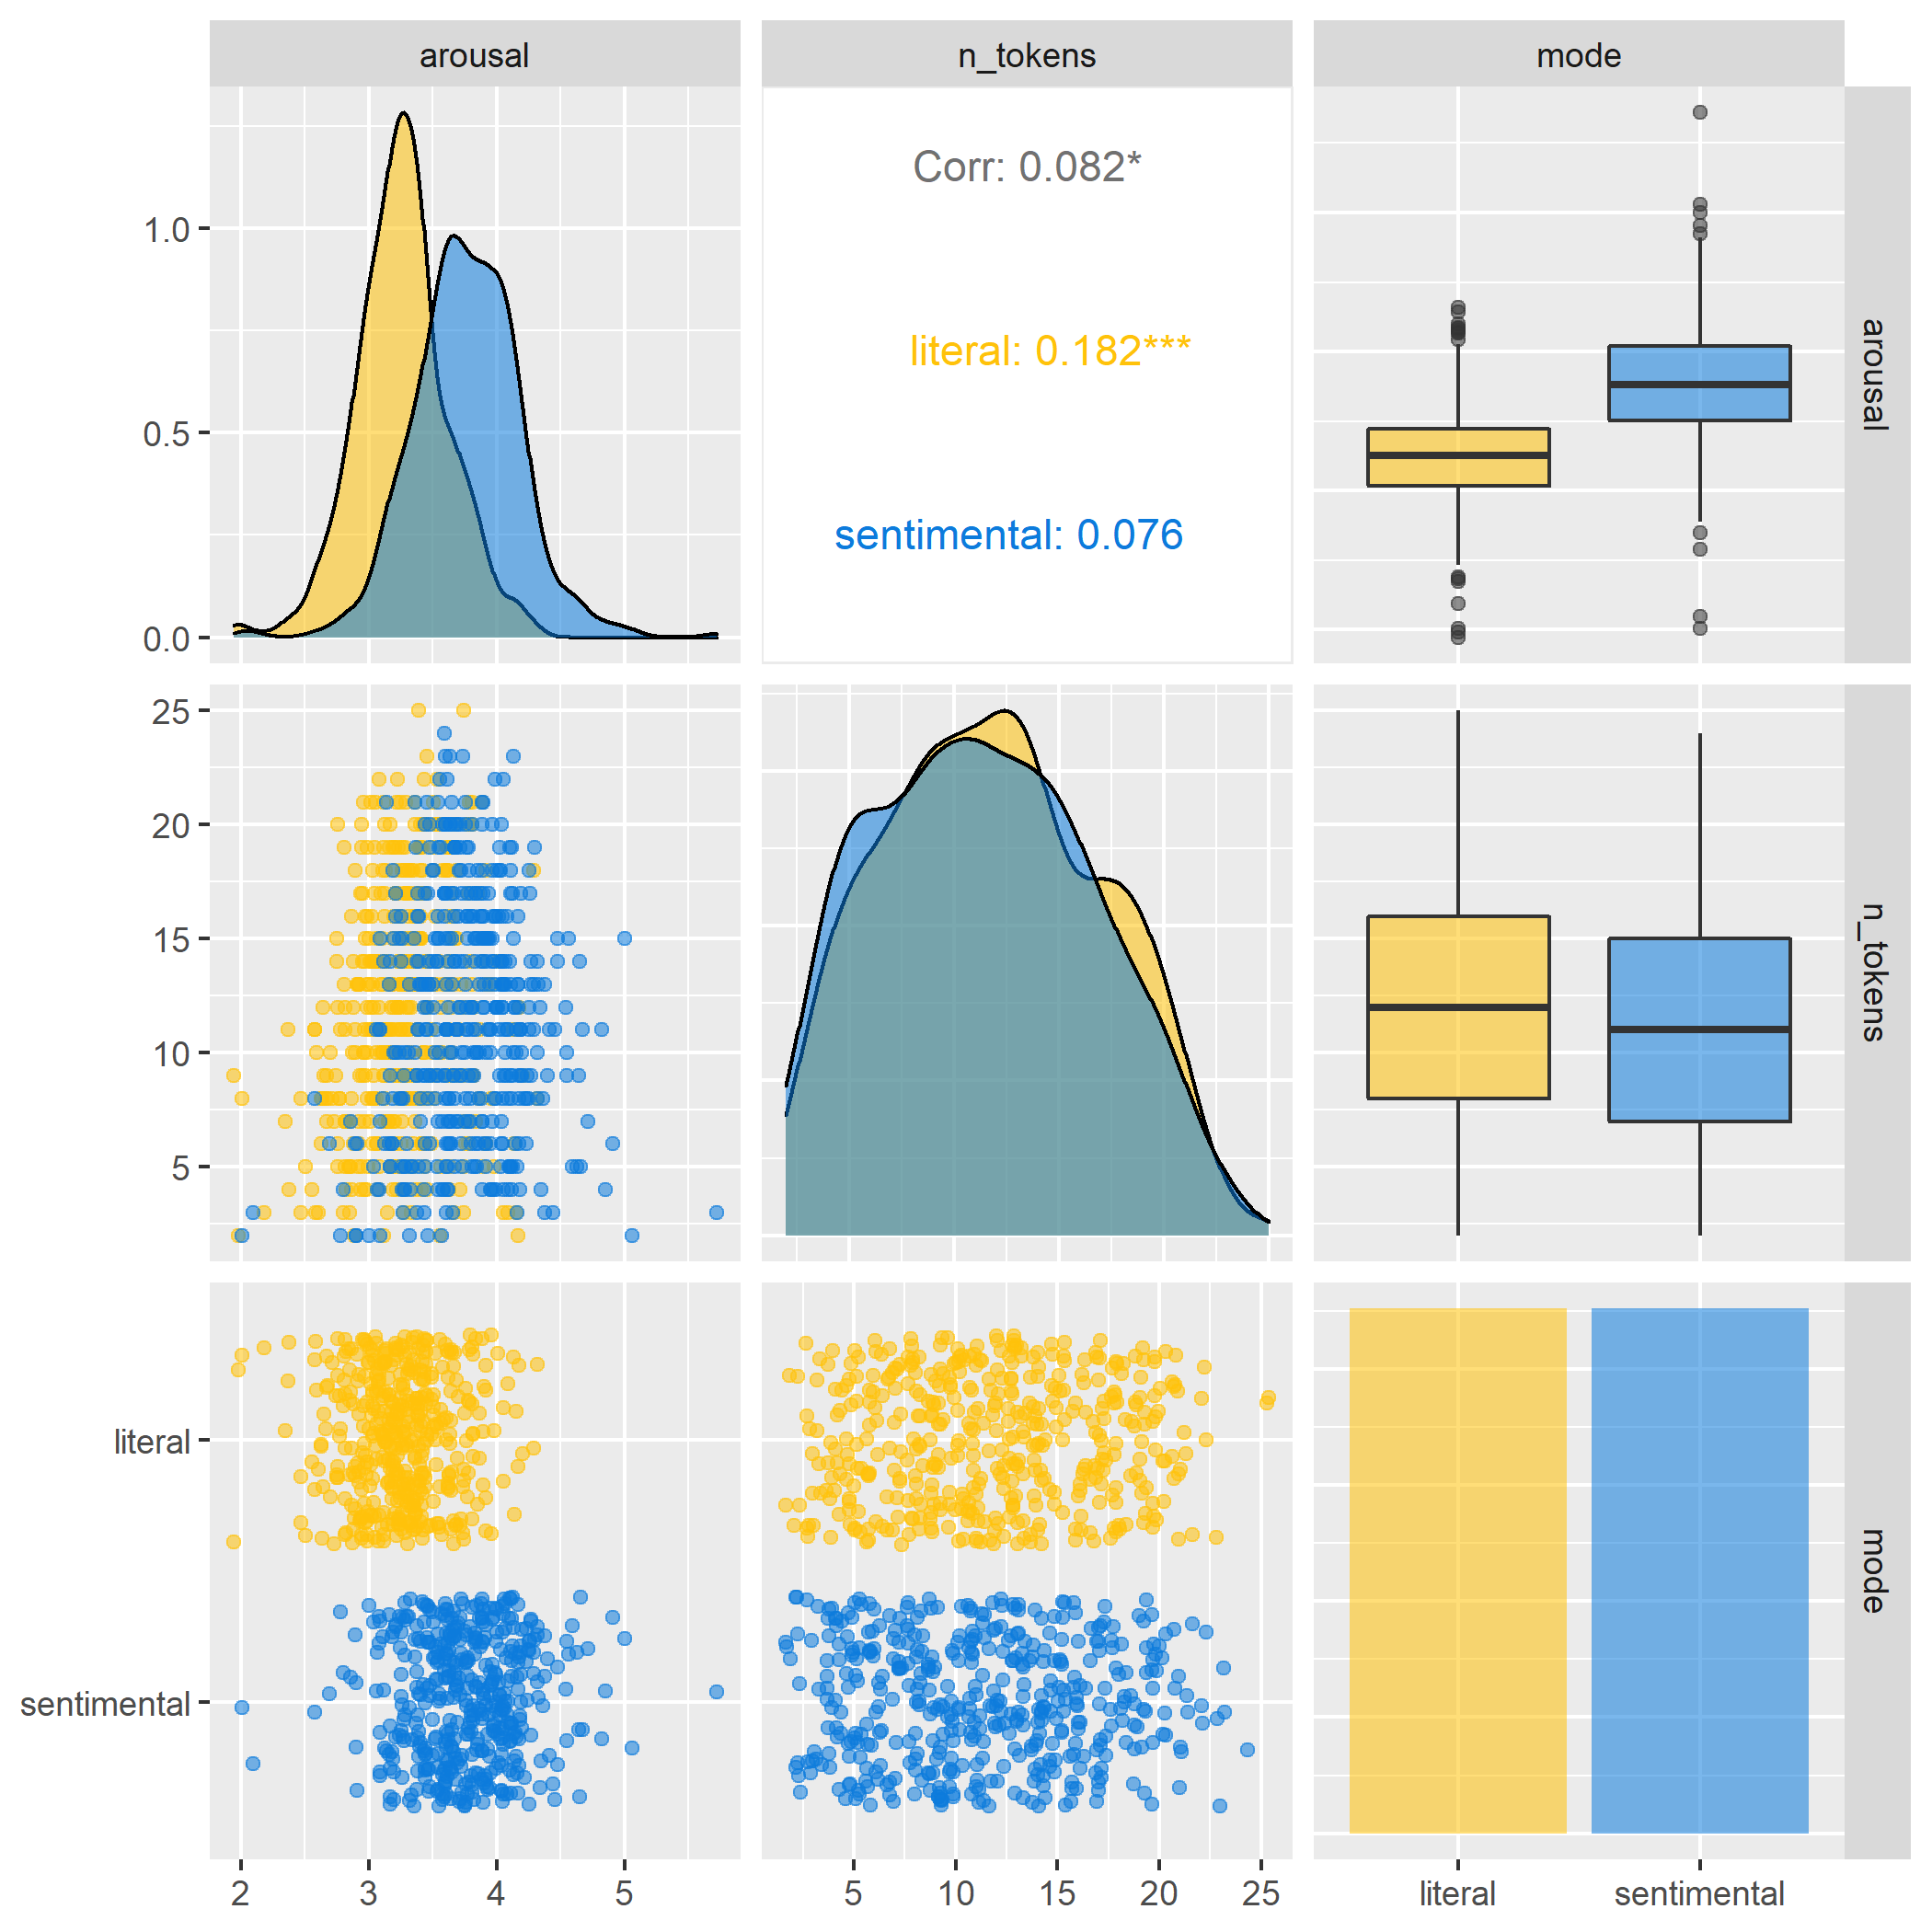 arousal
n_tokens
mode
1.0
0.5
0.0
Corr: 0.082*
literal: 0.182***
sentimental: 0.076
arousal
25
20
15
10
5
n_tokens
literal
sentimental
mode
2 3 4 5
5 10 15 20 25
literal sentimental